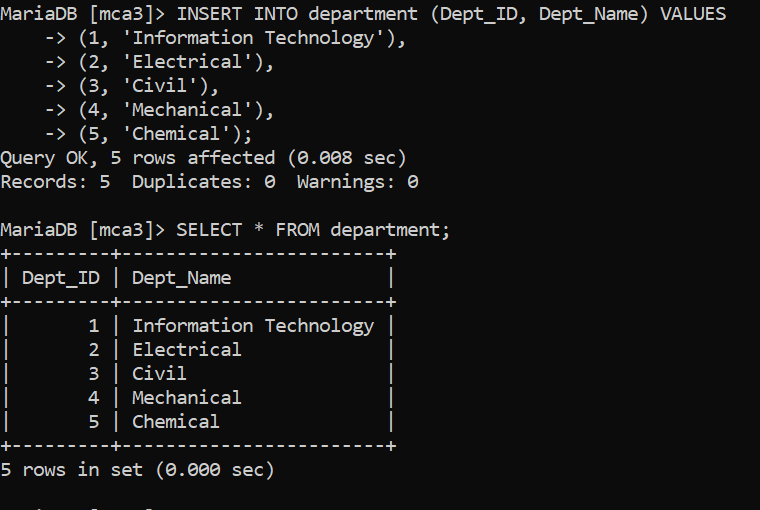 MariaDB [mca3]> INSERT INTO department (Dept_ID, Dept_Name) VALUES
    -> (1, 'Information Technology'),
    -> (2, 'Electrical'),
    -> (3, 'Civil'),
    -> (4, 'Mechanical'),
    -> (5, 'Chemical');
Query OK, 5 rows affected (0.008 sec)
Records: 5  Duplicates: 0  Warnings: 0

MariaDB [mca3]> SELECT * FROM department;
+---------+------------------------+
| Dept_ID | Dept_Name              |
+---------+------------------------+
|       1 | Information Technology |
|       2 | Electrical             |
|       3 | Civil                  |
|       4 | Mechanical             |
|       5 | Chemical               |
+---------+------------------------+
5 rows in set (0.000 sec)